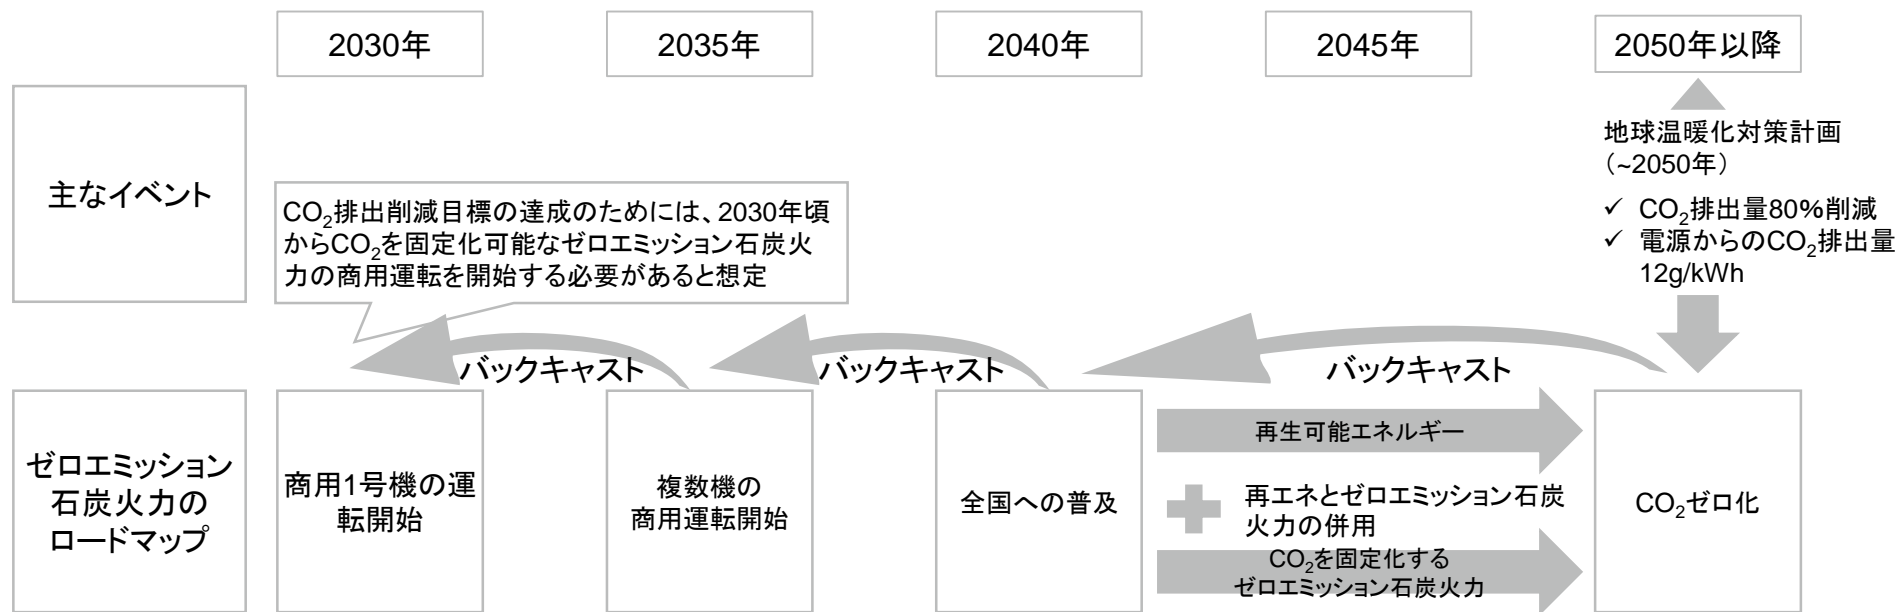 2030年
2035年
2040年
2045年
2050年以降
主なイベント
地球温暖化対策計画
（~2050年）
✓ CO₂排出量80%削減
✓ 電源からのCO₂排出量
12g/kWh
CO₂排出削減目標の達成のためには、2030年頃
からCO₂を固定化可能なゼロエミッション石炭火
力の商用運転を開始する必要があると想定
バックキャスト
バックキャスト
バックキャスト
ゼロエミッション
石炭火力の
ロードマップ
商用1号機の運
転開始
複数機の
商用運転開始
全国への普及
再生可能エネルギー
再エネとゼロエミッション石炭
火力の併用
CO₂を固定化する
ゼロエミッション石炭火力
CO₂ゼロ化